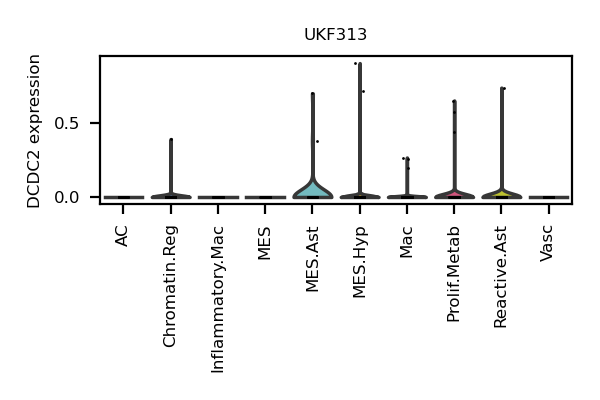 UKF313
DCDC2 expression
0.5
0.0
AC
Chromatin.Reg
Inflammatory.Mac
MES
MES.Ast
MES.Hyp
Mac
Prolif.Metab
Reactive.Ast
Vasc